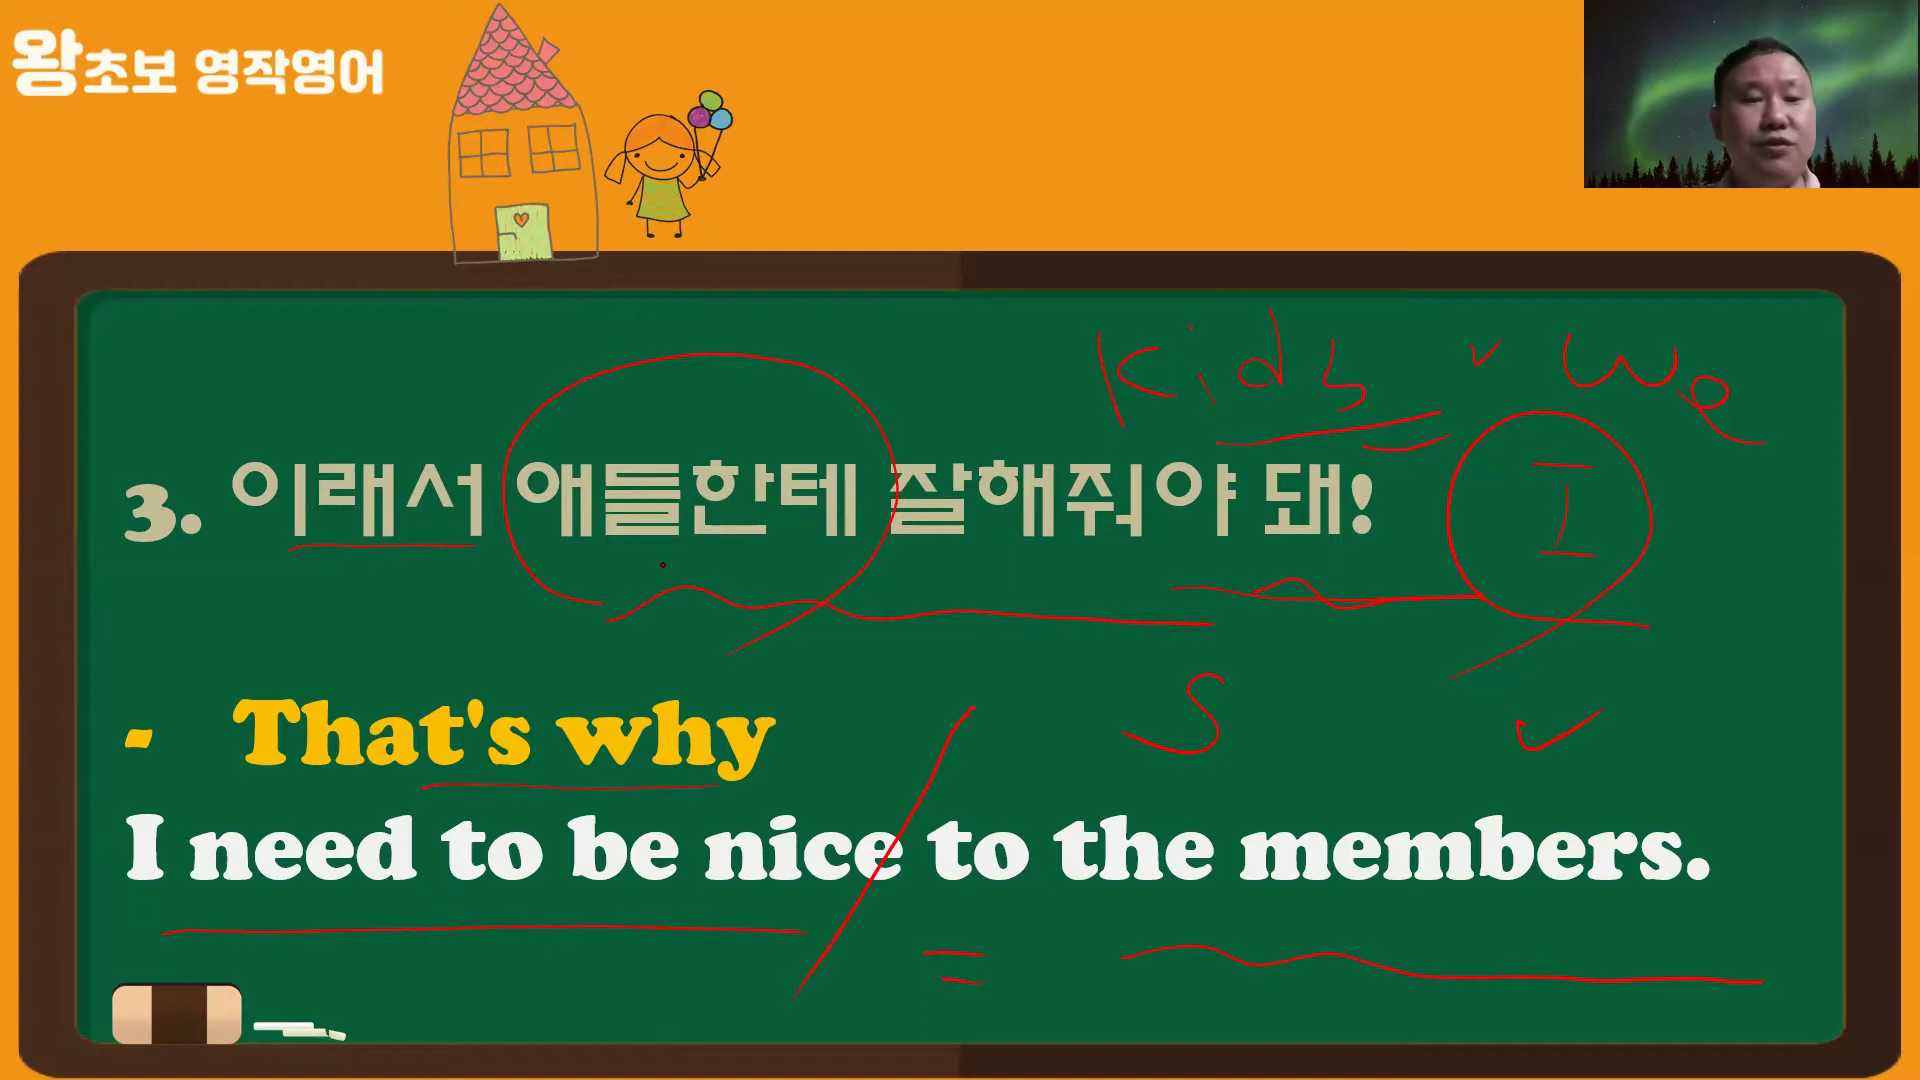 왕초보 영작영어
Kids we
3. 이래서 애들한테 잘해줘야 돼!
I
- That's why
S
I need to be nice to the members.